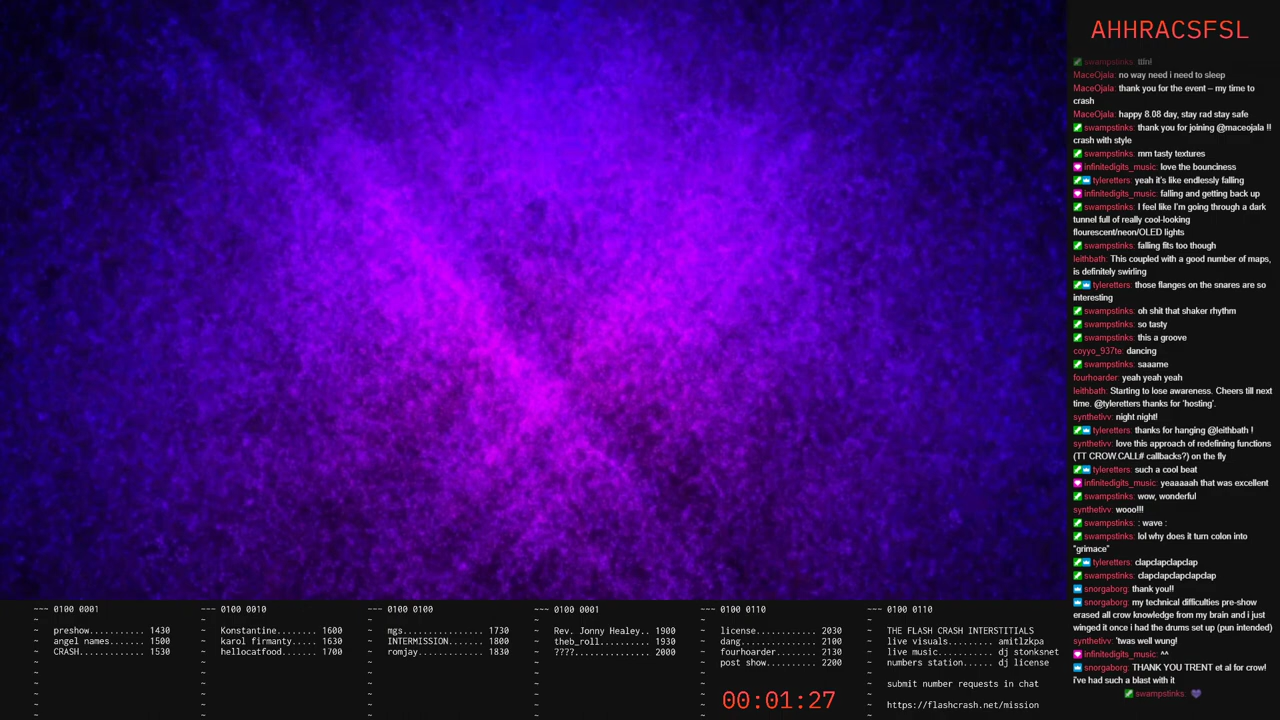 AHHRACSFSL
swampstinks: ttfn!
MaceOjala: no way need i need to sleep
MaceOjala: thank you for the event – my time to
crash
MaceOjala: happy 8.08 day, stay rad stay safe
swampstinks: thank you for joining @maceojala !!
crash with style
swampstinks: mm tasty textures
infinitedigits_music: love the bounciness
tyleretters: yeah it's like endlessly falling
infinitedigits_music: falling and getting back up
swampstinks: I feel like I'm going through a dark
tunnel full of really cool-looking
flourescent/neon/OLED lights
swampstinks: falling fits too though
leithbath: This coupled with a good number of maps,
is definitely swirling
tyleretters: those flanges on the snares are so
interesting
swampstinks: oh shit that shaker rhythm
swampstinks: so tasty
swampstinks: this a groove
coyyo_937te: dancing
swampstinks: saaame
fourhoarder: yeah yeah yeah
leithbath: Starting to lose awareness. Cheers till next
time. @tyleretters thanks for 'hosting'.
synthetivv: night night!
tyleretters: thanks for hanging @leithbath !
synthetivv: love this approach of redefining functions
(TT CROW.CALL# callbacks?) on the fly
tyleretters: such a cool beat
infinitedigits_music: yeaaaaah that was excellent
swampstinks: wow, wonderful
synthetivv: wooo!!!
swampstinks: : wave :
swampstinks: lol why does it turn colon into
"grimace"
tyleretters: clapclapclapclap
swampstinks: clapclapclapclapclap
snorgaborg: thank you!!
snorgaborg: my technical difficulties pre-show
erased all crow knowledge from my brain and i just
winged it once i had the drums set up (pun intended)
synthetivv: 'twas well wung!
infinitedigits_music: ^^
snorgaborg: THANK YOU TRENT et al for crow!
i've had such a blast with it
swampstinks: 💜
~~~ 0100 0001
~
~ preshow........... 1430
~ angel names....... 1500
~ CRASH............. 1530
~
~
~
~
~
~
~~~ 0100 0010
~
~ Konstantine....... 1600
~ karol firmanty.... 1630
~ hellocatfood...... 1700
~
~
~
~
~
~
~~~ 0100 0100
~
~ mgs............... 1730
~ INTERMISSION...... 1800
~ romjay............ 1830
~
~
~
~
~
~
~~~ 0100 0001
~
~ Rev. Jonny Healey.. 1900
~ theb_roll.......... 1930
~ ????............... 2000
~
~
~
~
~
~
~~~ 0100 0110
~
~ license........... 2030
~ dang.............. 2100
~ fourhoarder....... 2130
~ post show......... 2200
~
~
~
~ 00:01:27
~
~~~ 0100 0110
~
~ THE FLASH CRASH INTERSTITIALS
~ live visuals...... amitlzkpa
~ live music........ dj stonksnet
~ numbers station... dj license
~
~ submit number requests in chat
~
~ https://flashcrash.net/mission
~